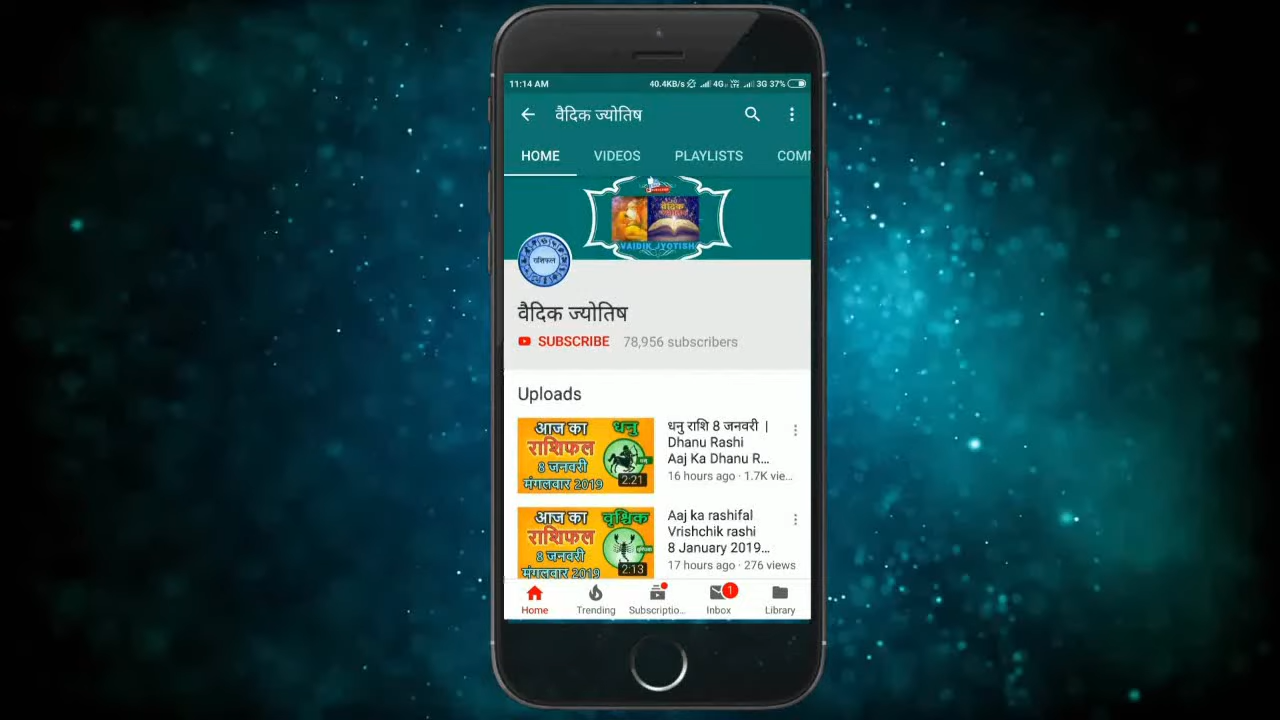 11:14 AM
40.4KB/s 4G VoLTE 3G 37%
वैदिक ज्योतिष
HOME VIDEOS PLAYLISTS COMM
वैदिक
VAIDIK JYOTISH
राशिफल
वैदिक ज्योतिष
SUBSCRIBE 78,956 subscribers
Uploads
आज का धनु
राशिफल
8 जनवरी
मंगलवार 2019
2:21
धनु राशि 8 जनवरी |
Dhanu Rashi
Aaj Ka Dhanu R...
16 hours ago · 1.7K vie...
आज का वृश्चिक
राशिफल
8 जनवरी
मंगलवार 2019
2:13
Aaj ka rashifal
Vrishchik rashi
8 January 2019...
17 hours ago · 276 views
1
Home Trending Subscriptio... Inbox Library